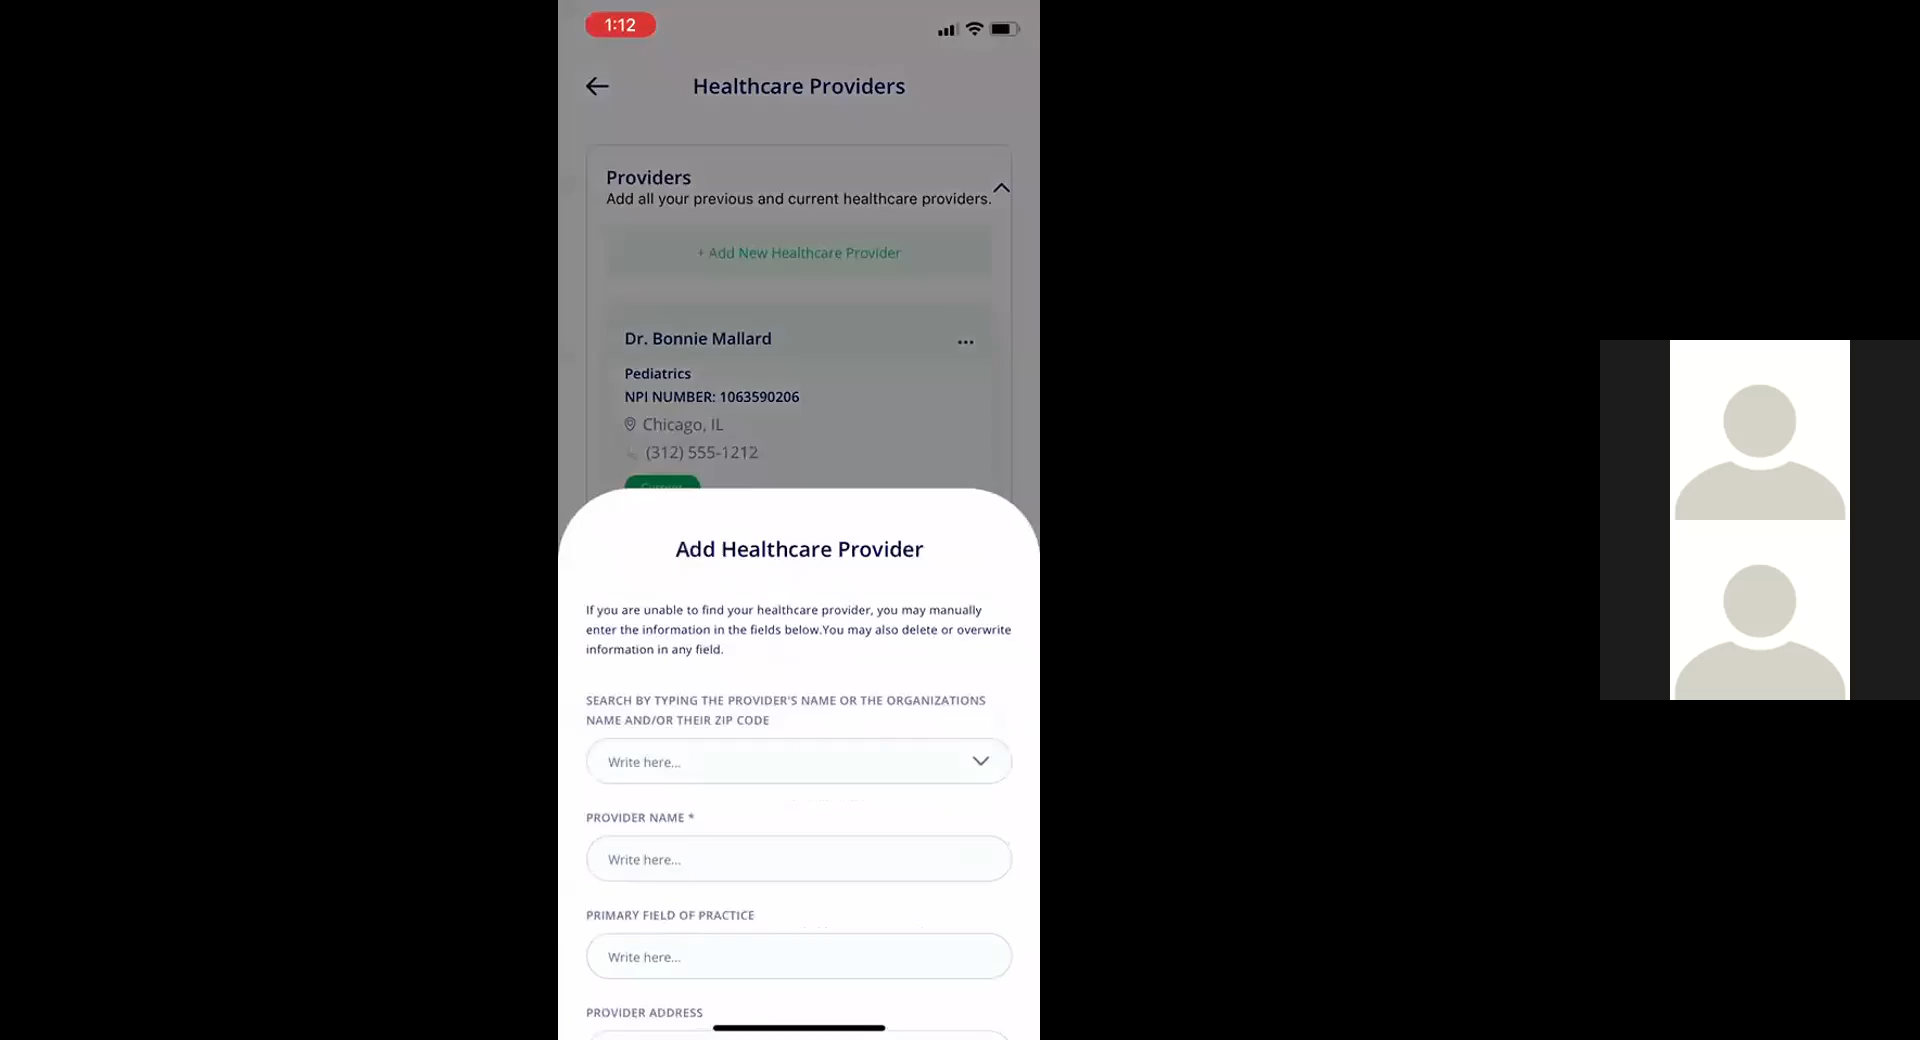 1:12
Healthcare Providers
Providers
Add all your previous and current healthcare providers.
+ Add New Healthcare Provider
Dr. Bonnie Mallard
Pediatrics
NPI NUMBER: 1063590206
Chicago, IL
(312) 555-1212
Current
Add Healthcare Provider
If you are unable to find your healthcare provider, you may manually
enter the information in the fields below.You may also delete or overwrite
information in any field.
SEARCH BY TYPING THE PROVIDER'S NAME OR THE ORGANIZATIONS
NAME AND/OR THEIR ZIP CODE
Write here...
PROVIDER NAME *
Write here...
PRIMARY FIELD OF PRACTICE
Write here...
PROVIDER ADDRESS